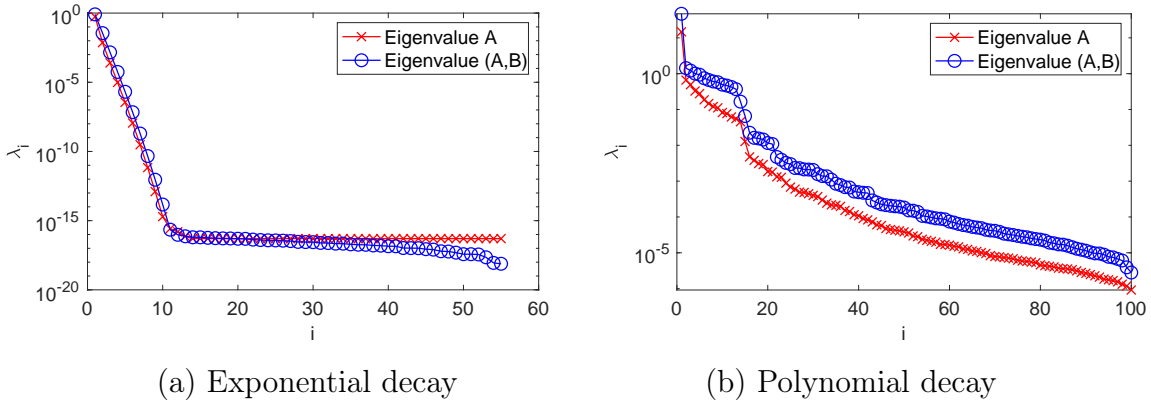 10^0
10^-5
10^-10
10^-15
10^-20
λ_i
0 10 20 30 40 50 60
i
Eigenvalue A
Eigenvalue (A,B)
(a) Exponential decay
10^0
10^-5
λ_i
20 40 60 80 100
i
Eigenvalue A
Eigenvalue (A,B)
(b) Polynomial decay